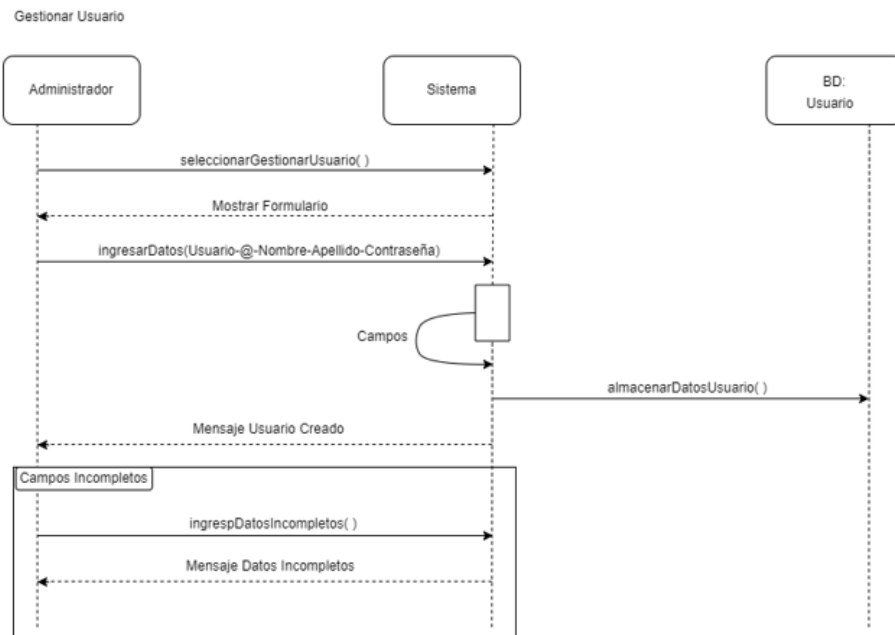 Gestionar Usuario
Administrador
Sistema
BD:
Usuario
seleccionarGestionarUsuario( )
Mostrar Formulario
ingresarDatos(Usuario-@-Nombre-Apellido-Contraseña)
Campos
almacenarDatosUsuario( )
Mensaje Usuario Creado
Campos Incompletos
ingrespDatosIncompletos( )
Mensaje Datos Incompletos